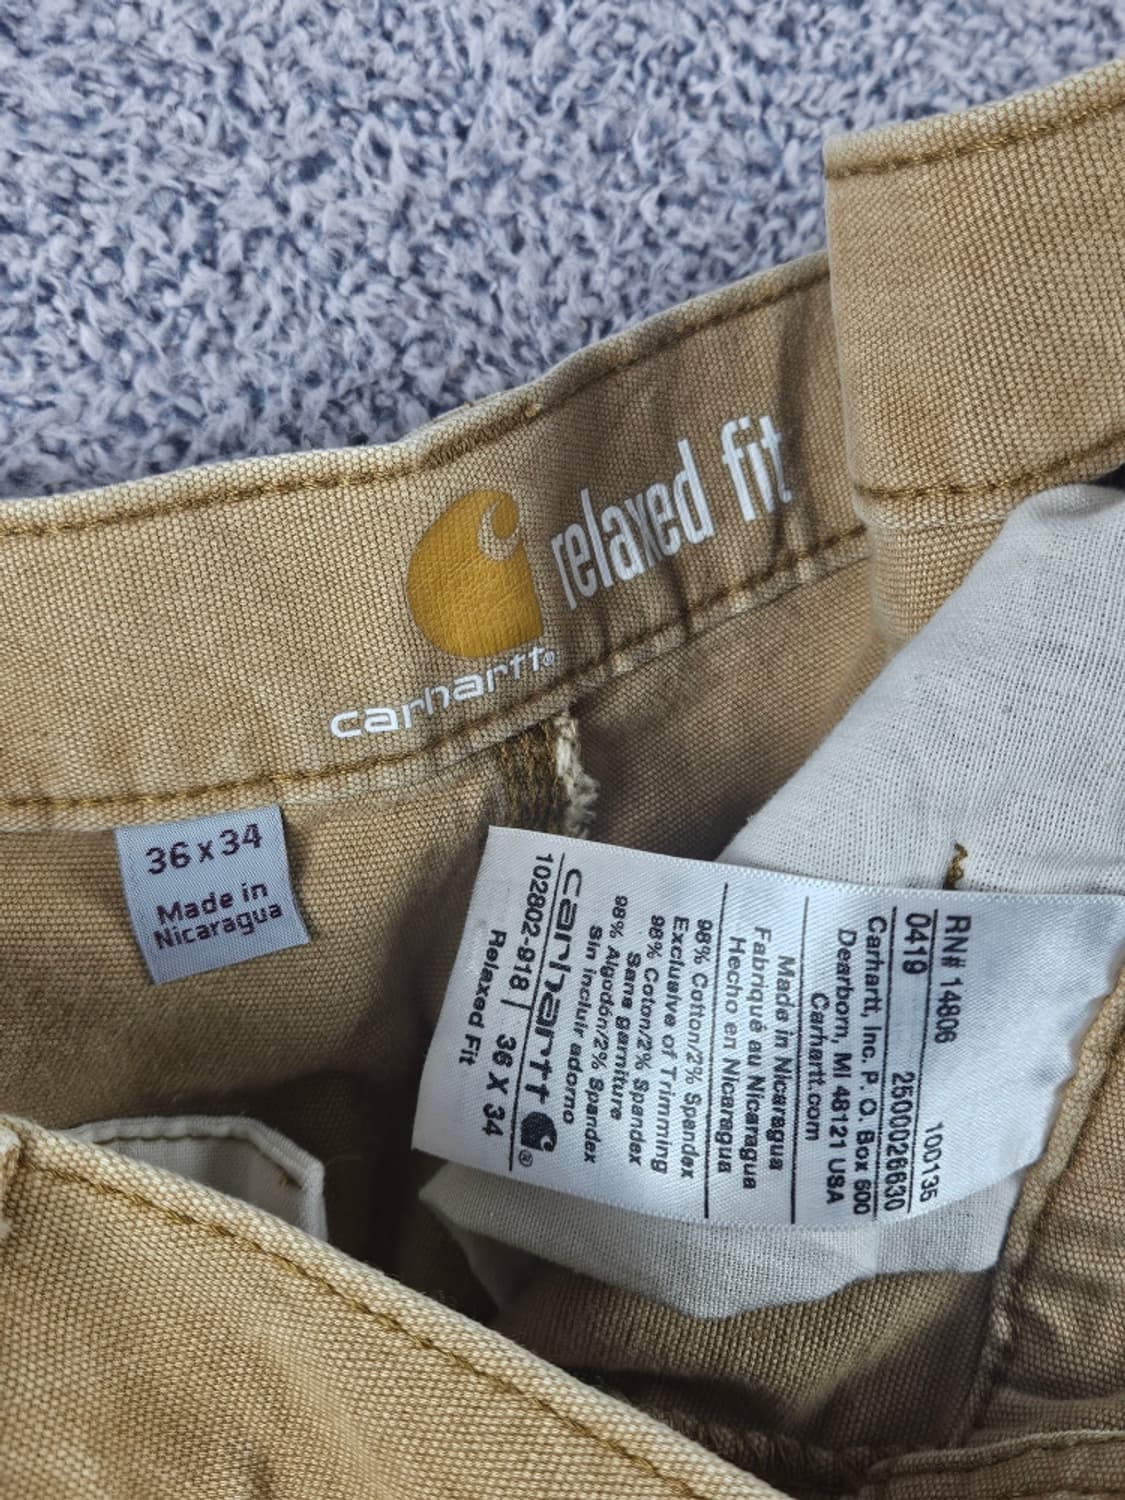 relaxed fit
carhartt®
36x34
Made in
Nicaragua
RN# 14806 100135
0419 2500026630
Carhartt, Inc. P. O. Box 600
Dearborn, MI 48121 USA
Carhartt.com
Made in Nicaragua
Fabriqué au Nicaragua
Hecho en Nicaragua
98% Cotton/2% Spandex
Exclusive of Trimming
98% Coton/2% Spandex
Sans garniture
98% Algodón/2% Spandex
Sin incluir adorno
carhartt ®
102802-918 | 36 X 34
Relaxed Fit